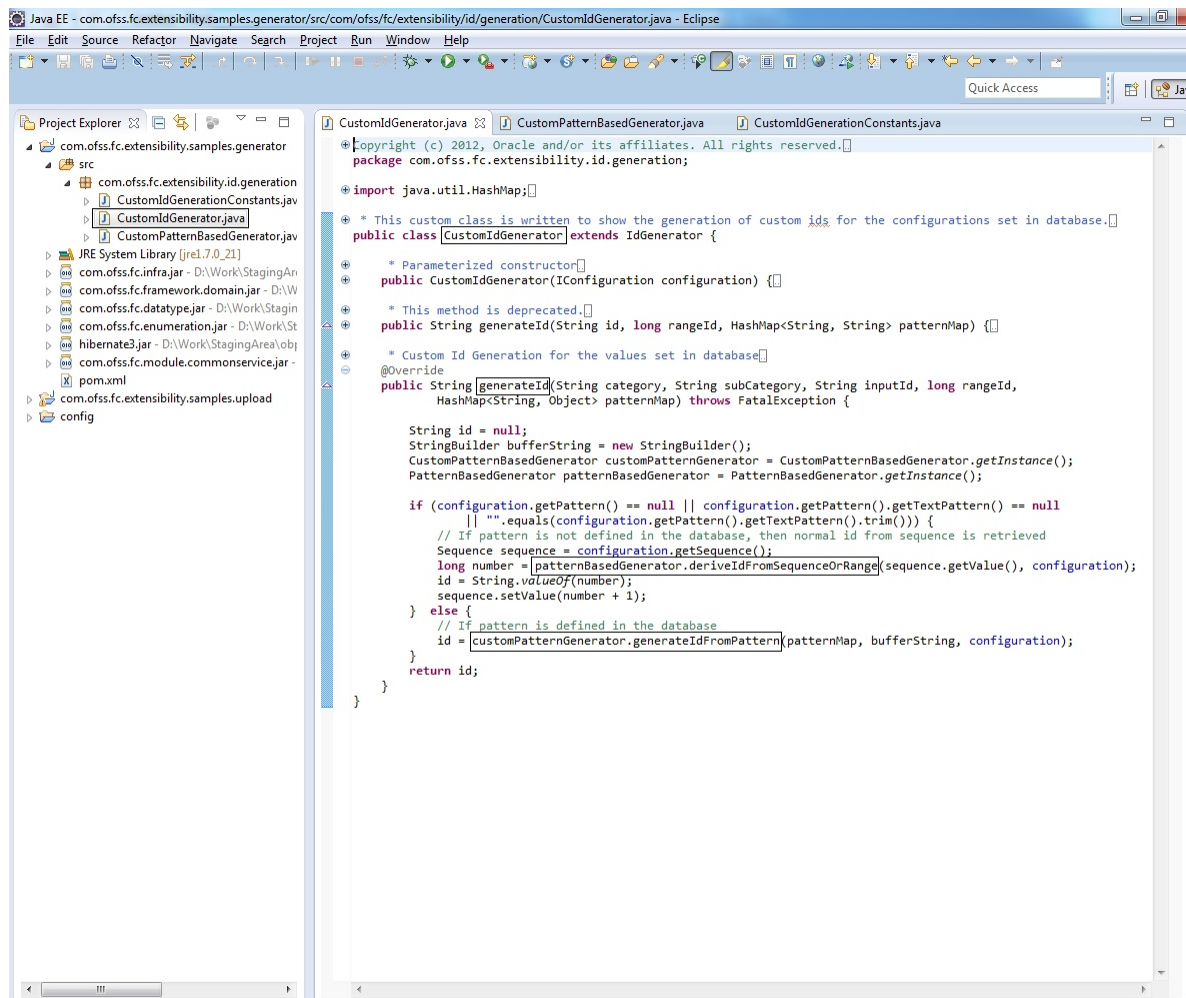 Java EE - com.ofss.fc.extensibility.samples.generator/src/com/ofss/fc/extensibility/id/generation/CustomIdGenerator.java - Eclipse
File Edit Source Refactor Navigate Search Project Run Window Help
Quick Access
Ja
Project Explorer
com.ofss.fc.extensibility.samples.generator
src
com.ofss.fc.extensibility.id.generation
CustomIdGenerationConstants.jav
CustomIdGenerator.java
CustomPatternBasedGenerator.jav
JRE System Library [jre1.7.0_21]
com.ofss.fc.infra.jar - D:\Work\StagingAre
com.ofss.fc.framework.domain.jar - D:\W
com.ofss.fc.datatype.jar - D:\Work\Stagin
com.ofss.fc.enumeration.jar - D:\Work\St
hibernate3.jar - D:\Work\StagingArea\obj
com.ofss.fc.module.commonservice.jar -
pom.xml
com.ofss.fc.extensibility.samples.upload
config
CustomIdGenerator.java CustomPatternBasedGenerator.java CustomIdGenerationConstants.java
Copyright (c) 2012, Oracle and/or its affiliates. All rights reserved.
package com.ofss.fc.extensibility.id.generation;
import java.util.HashMap;
* This custom class is written to show the generation of custom ids for the configurations set in database.
public class CustomIdGenerator extends IdGenerator {
* Parameterized constructor
public CustomIdGenerator(IConfiguration configuration) {
* This method is deprecated.
public String generateId(String id, long rangeId, HashMap<String, String> patternMap) {
* Custom Id Generation for the values set in database
@Override
public String generateId(String category, String subCategory, String inputId, long rangeId,
HashMap<String, Object> patternMap) throws FatalException {
String id = null;
StringBuilder bufferString = new StringBuilder();
CustomPatternBasedGenerator customPatternGenerator = CustomPatternBasedGenerator.getInstance();
PatternBasedGenerator patternBasedGenerator = PatternBasedGenerator.getInstance();
if (configuration.getPattern() == null || configuration.getPattern().getTextPattern() == null
|| "".equals(configuration.getPattern().getTextPattern().trim())) {
// If pattern is not defined in the database, then normal id from sequence is retrieved
Sequence sequence = configuration.getSequence();
long number = patternBasedGenerator.deriveIdFromSequenceOrRange(sequence.getValue(), configuration);
id = String.valueOf(number);
sequence.setValue(number + 1);
} else {
// If pattern is defined in the database
id = customPatternGenerator.generateIdFromPattern(patternMap, bufferString, configuration);
}
return id;
}
}